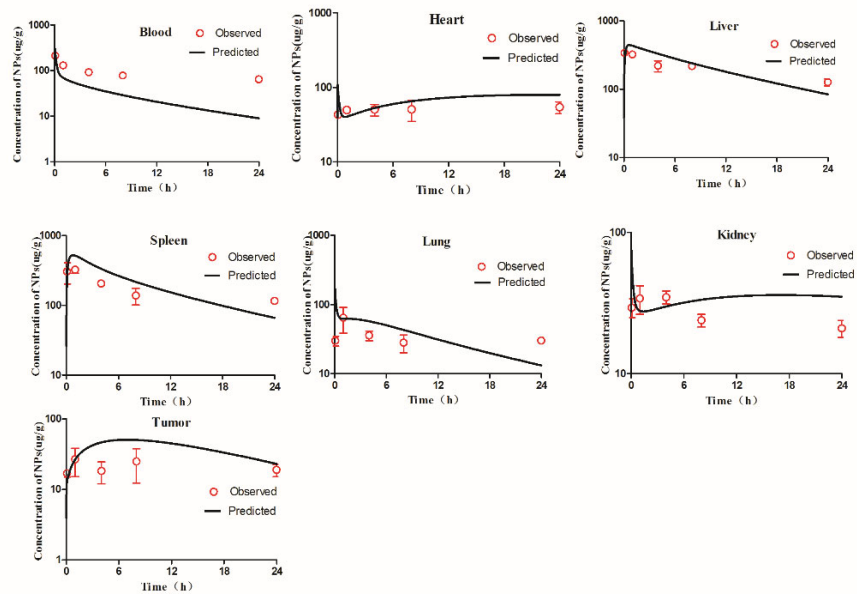 Blood
Concentration of NPs(ug/g)
1000
100
10
1
0 6 12 18 24
Time（h）
Observed
Predicted
Heart
Concentration of NPs(ug/g)
1000
100
10
0 6 12 18 24
Time（h）
Observed
Predicted
Liver
Concentration of NPs(ug/g)
1000
100
10
0 6 12 18 24
Time（h）
Observed
Predicted
Spleen
Concentration of NPs(ug/g)
1000
100
10
0 6 12 18 24
Time（h）
Observed
Predicted
Lung
Concentration of NPs(ug/g)
1000
100
10
0 6 12 18 24
Time（h）
Observed
Predicted
Kidney
Concentration of NPs(ug/g)
100
10
0 6 12 18 24
Time（h）
Observed
Predicted
Tumor
Concentration of NPs(ug/g)
100
10
1
0 6 12 18 24
Time（h）
Observed
Predicted